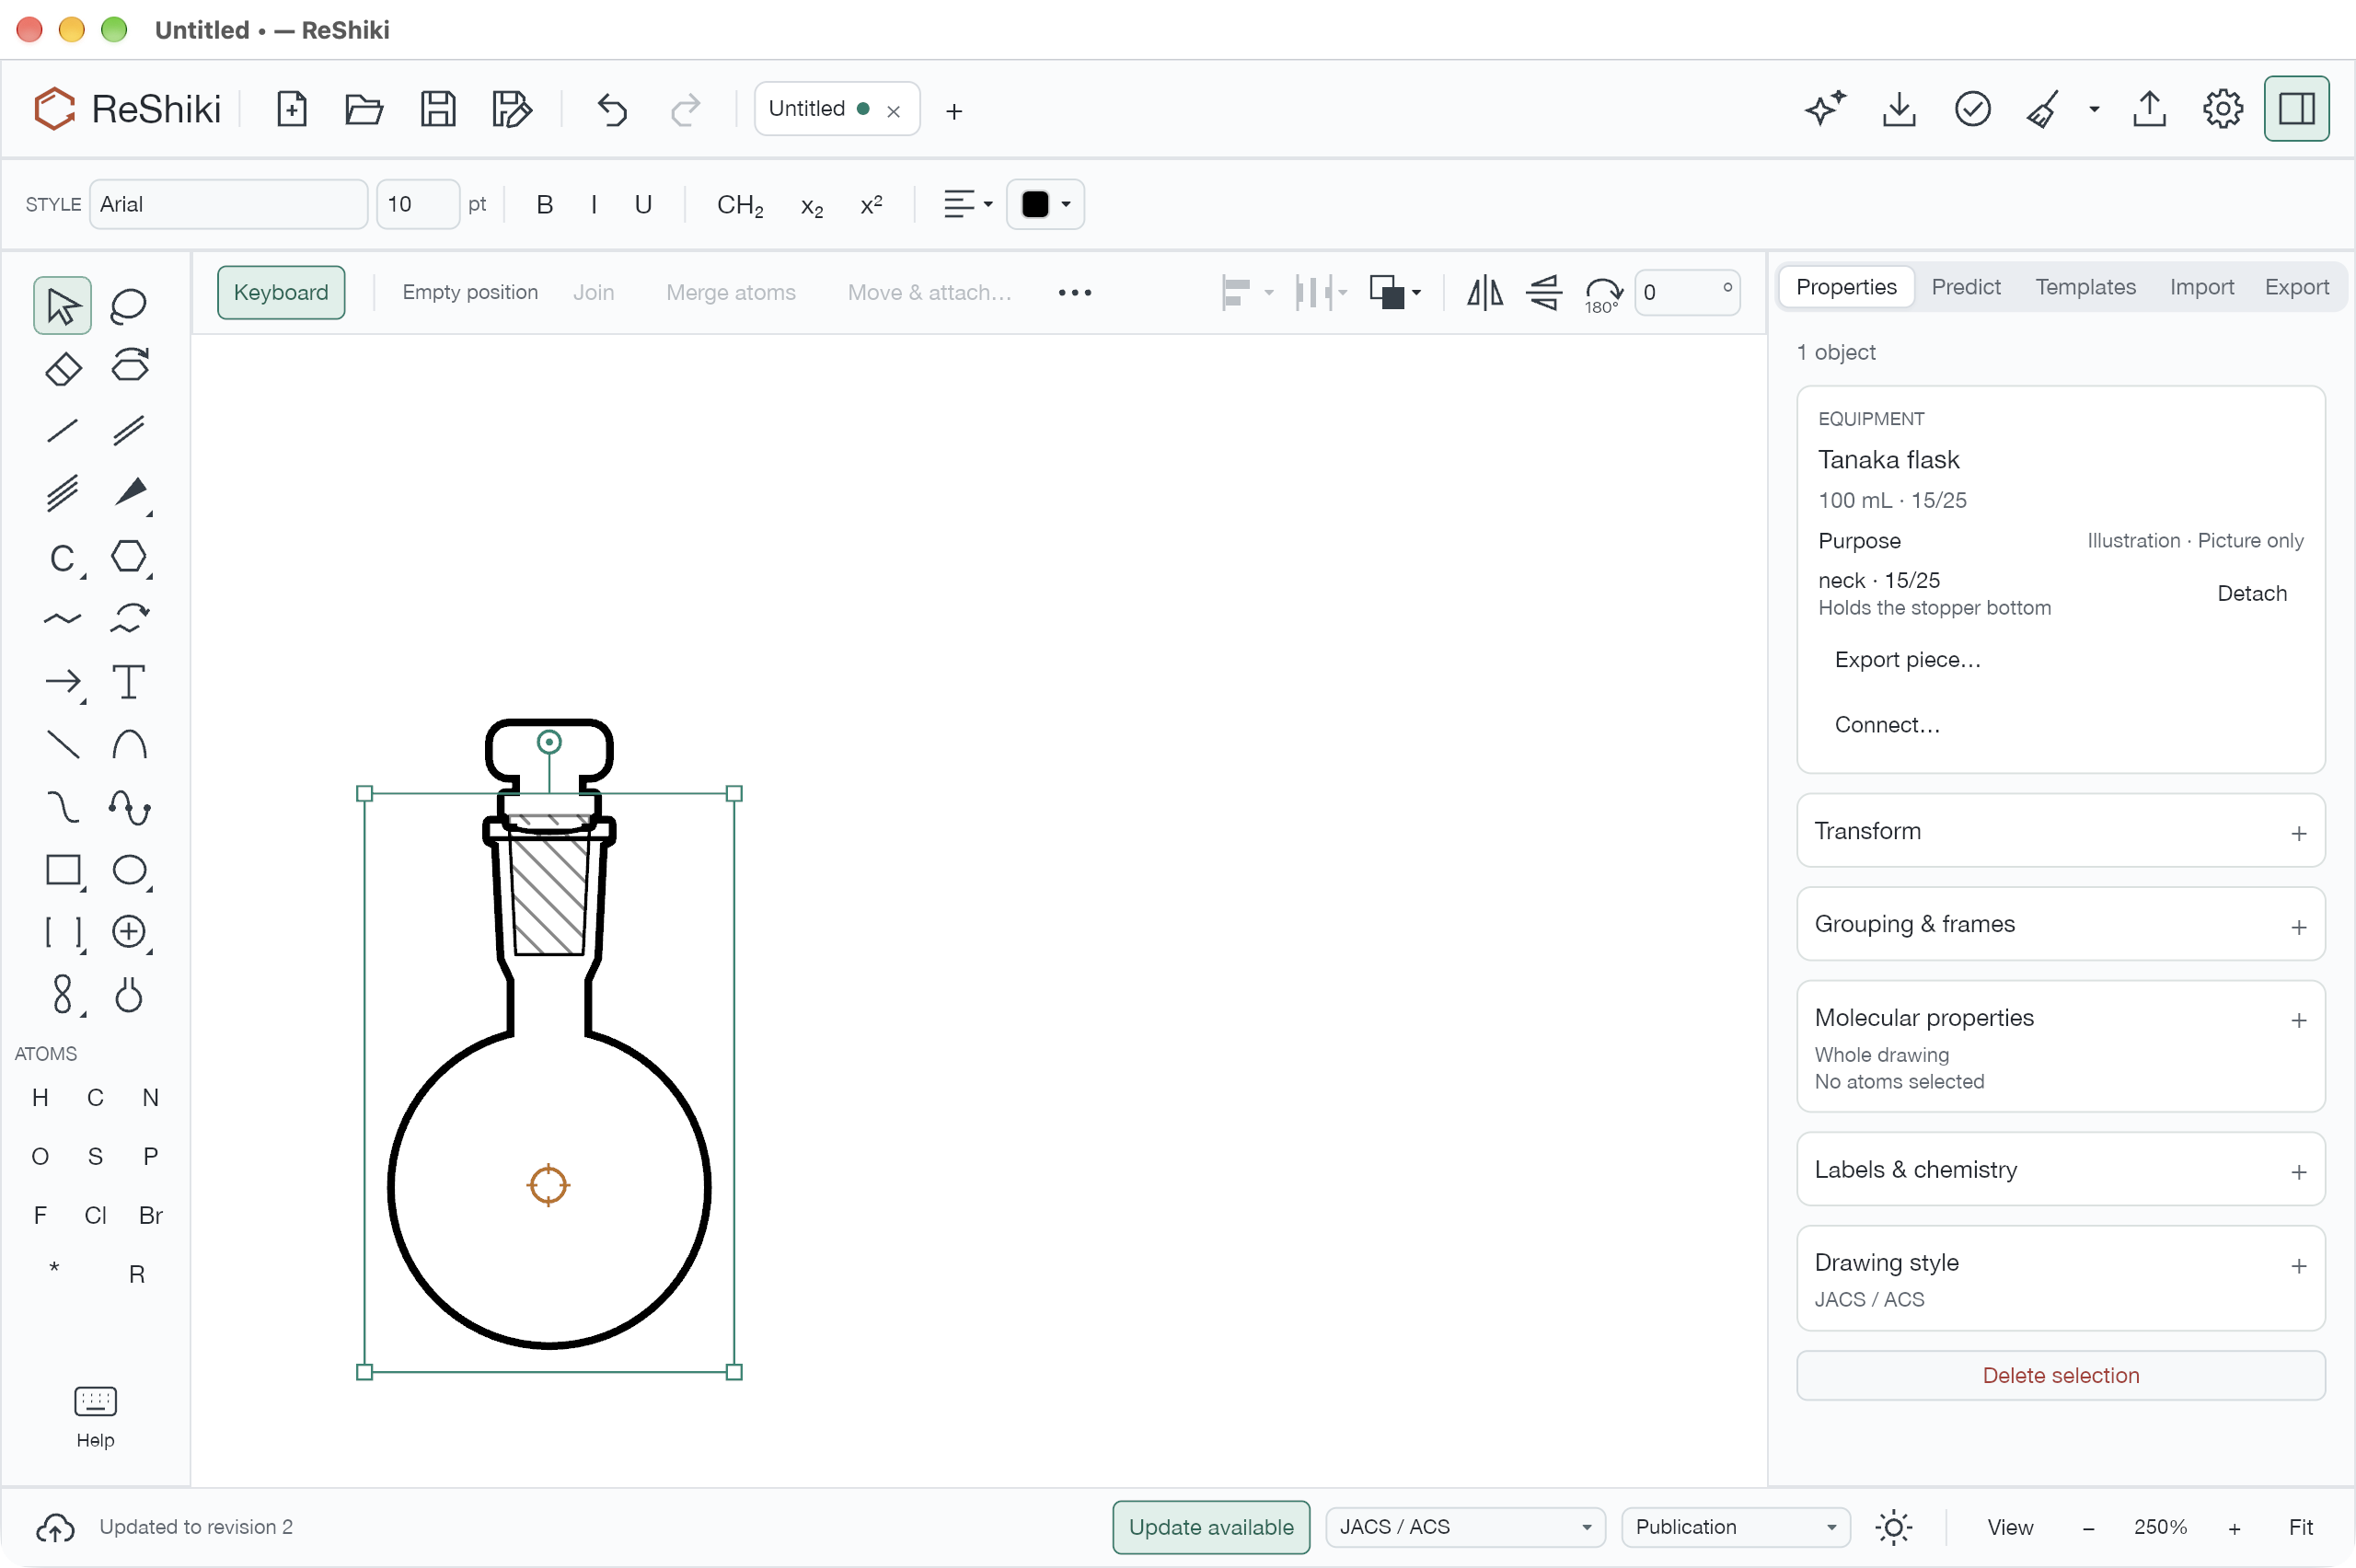 Untitled • — ReShiki
ReShiki
Untitled
STYLE Arial 10 pt B I U CH₂ x₂ x²
Keyboard Empty position Join Merge atoms Move & attach... 180° 0 °
Properties Predict Templates Import Export
1 object
EQUIPMENT
Tanaka flask
100 mL · 15/25
Purpose Illustration · Picture only
neck · 15/25
Holds the stopper bottom
Detach
Export piece...
Connect...
Transform
Grouping & frames
Molecular properties
Whole drawing
No atoms selected
Labels & chemistry
Drawing style
JACS / ACS
Delete selection
C
T
ATOMS
H C N
O S P
F Cl Br
* R
Help
Updated to revision 2
Update available JACS / ACS Publication View − 250% + Fit